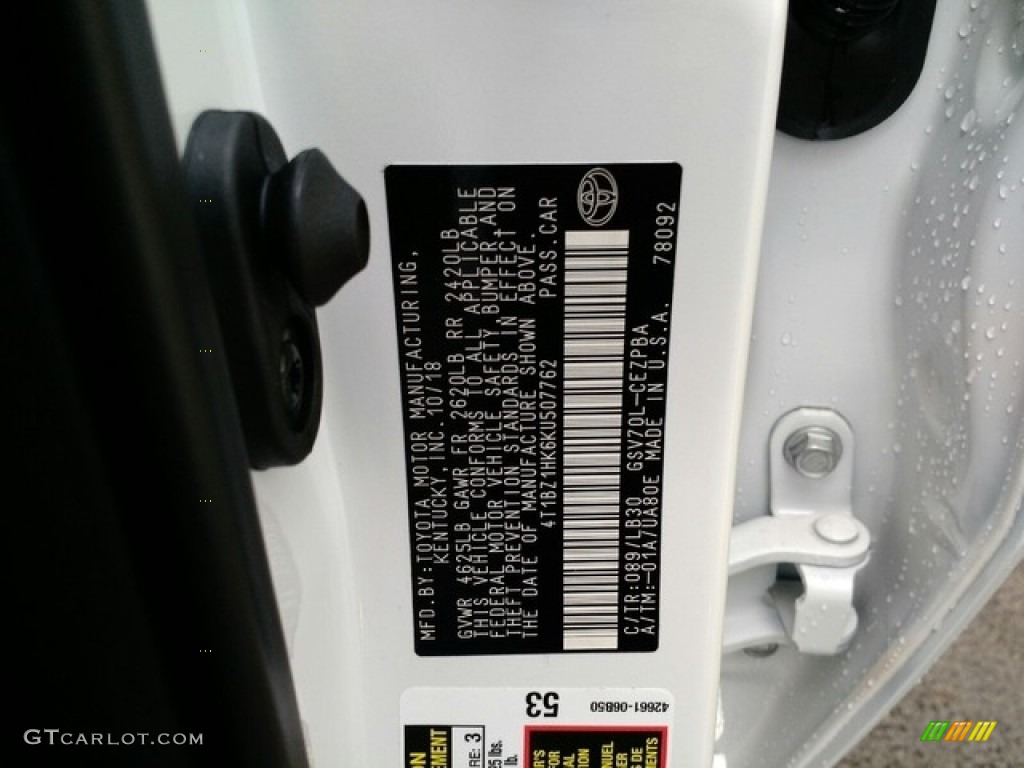 MFD.BY:TOYOTA MOTOR MANUFACTURING,
KENTUCKY,INC. 10/18
GVWR 4625LB GAWR FR 2620LB RR 2420LB
THIS VEHICLE CONFORMS TO ALL APPLICABLE
FEDERAL MOTOR VEHICLE SAFETY BUMPER AND
THEFT PREVENTION STANDARDS IN EFFECT ON
THE DATE OF MANUFACTURE SHOWN ABOVE.
4T1BZ1HK6KU507762 PASS.CAR
C/TR:089/LB30 GSV70L-CEZPBA
A/TM:-01A/UA80E MADE IN U.S.A. 78092
53
42661-06B50
3
GTCARLOT.COM